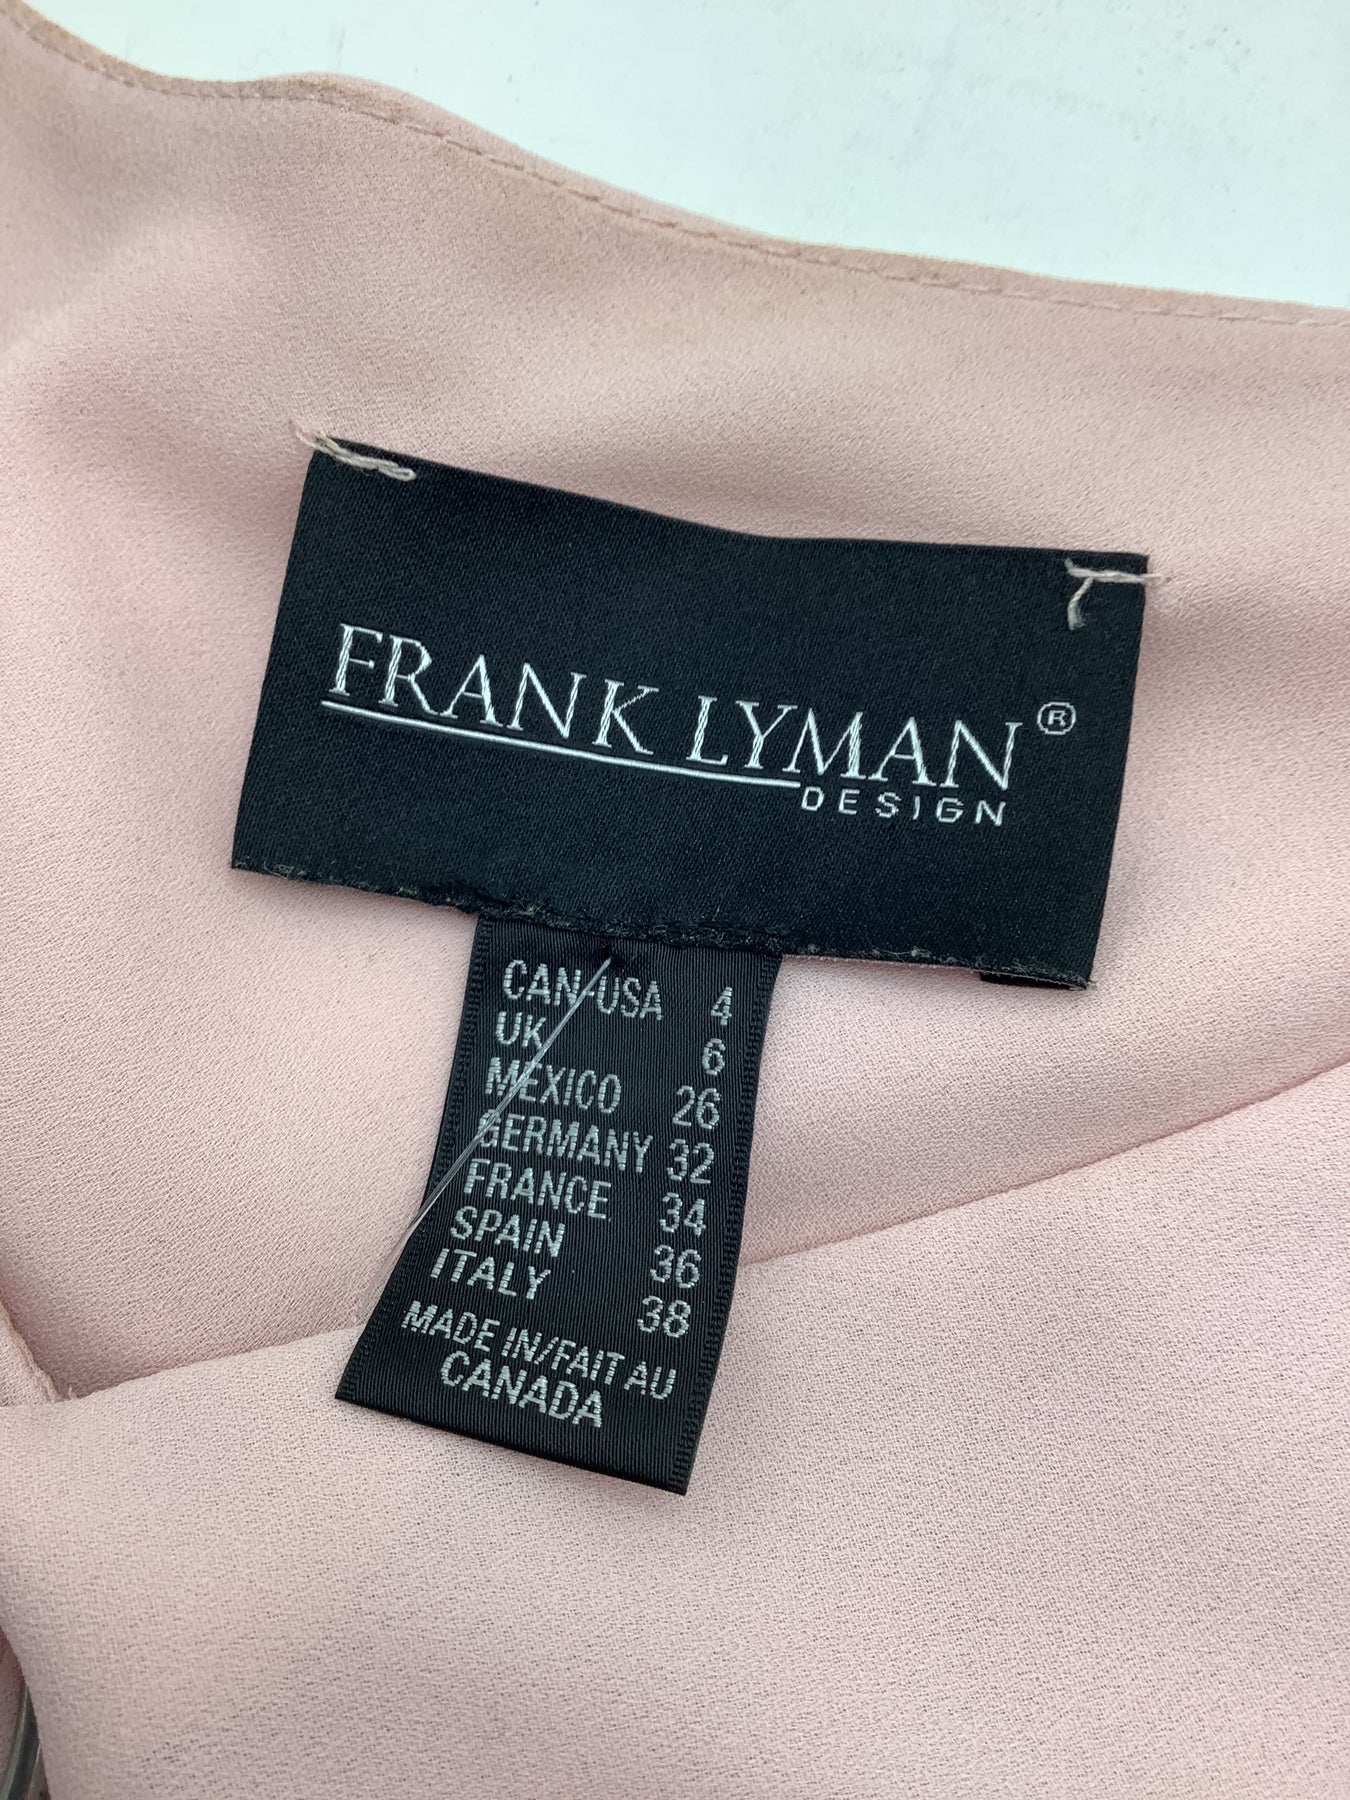 FRANK LYMAN®
DESIGN
CAN-USA 4
UK 6
MEXICO 26
GERMANY 32
FRANCE 34
SPAIN 36
ITALY 38
MADE IN/FAIT AU
CANADA